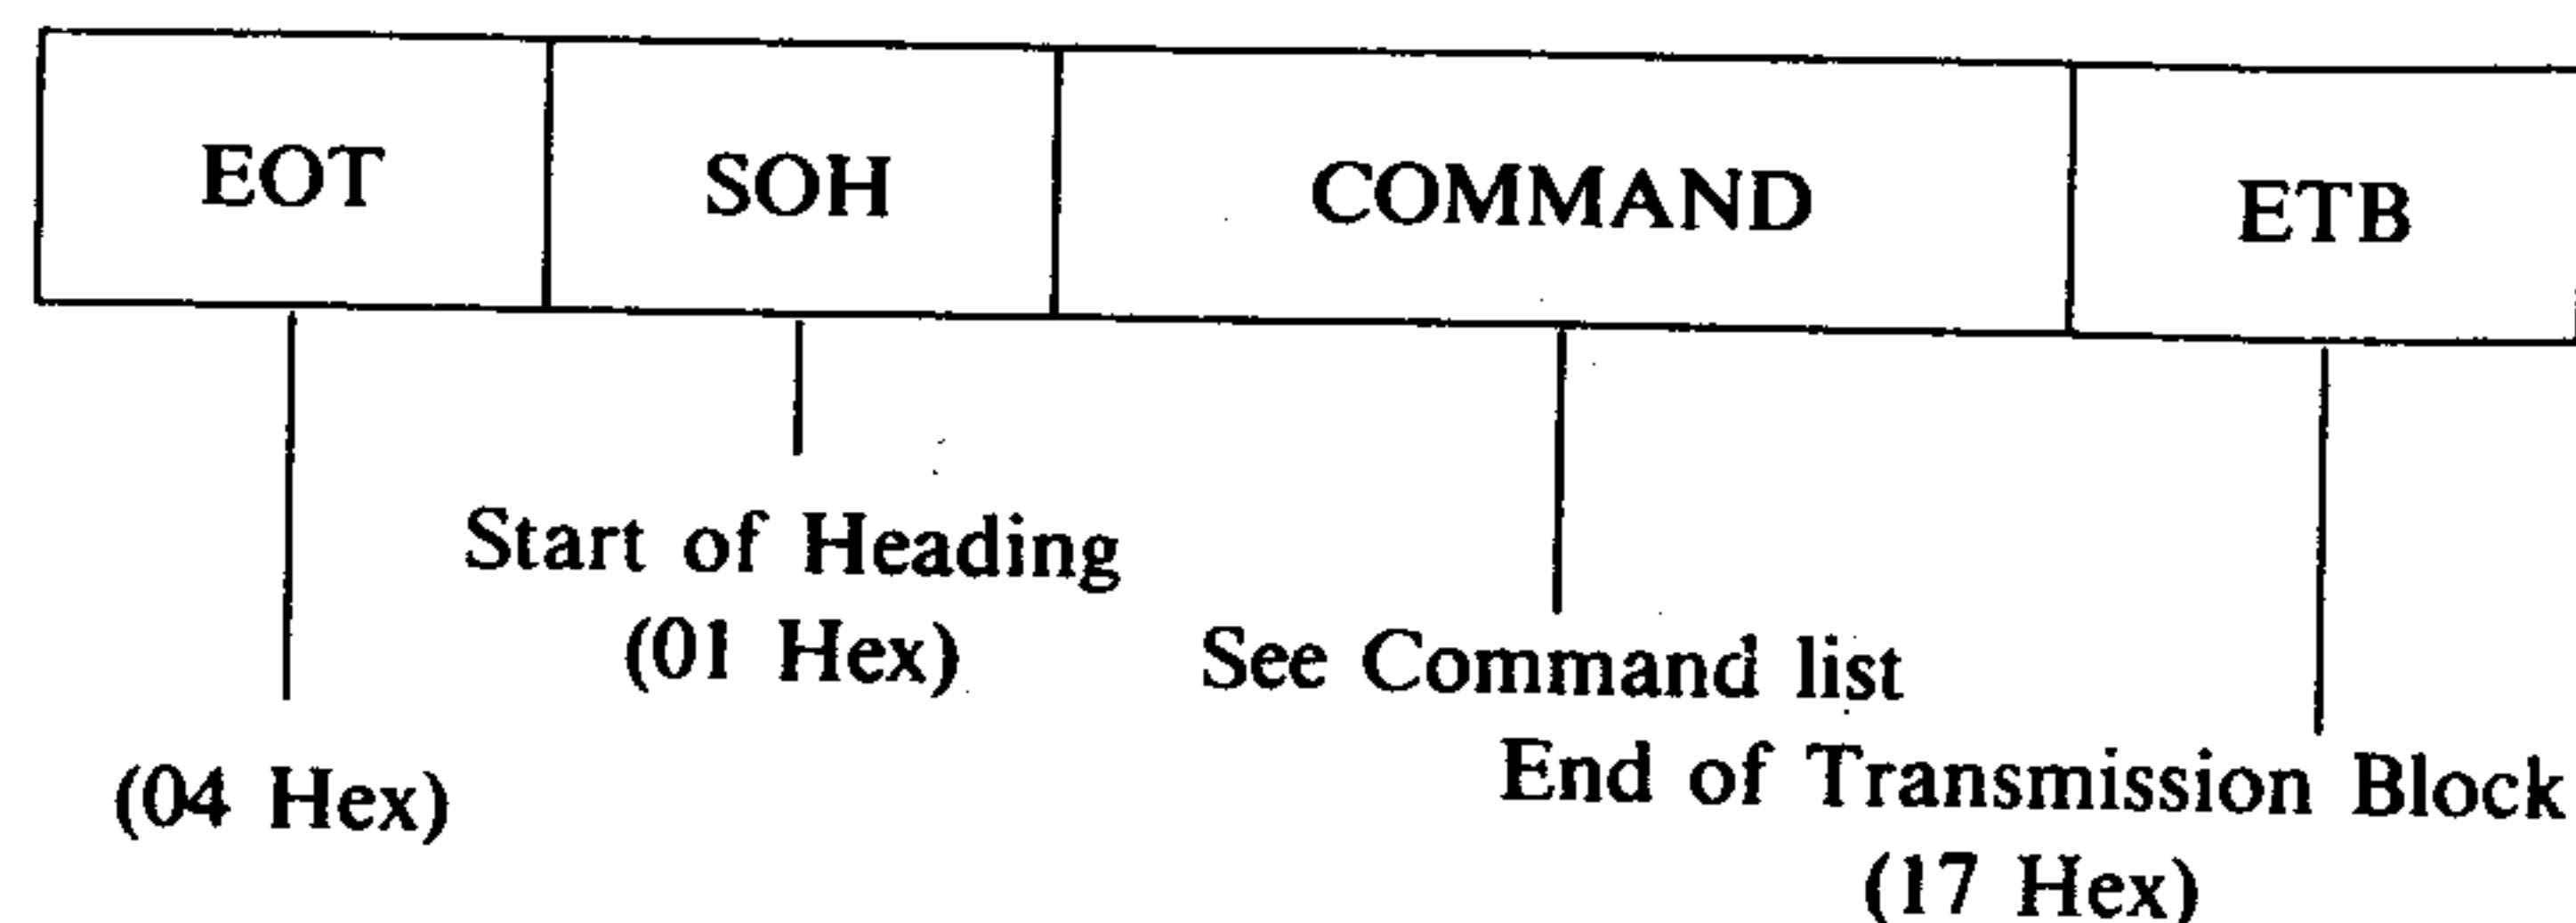 EOT SOH COMMAND ETB
Start of Heading
(01 Hex)
See Command list
(04 Hex)
End of Transmission Block
(17 Hex)